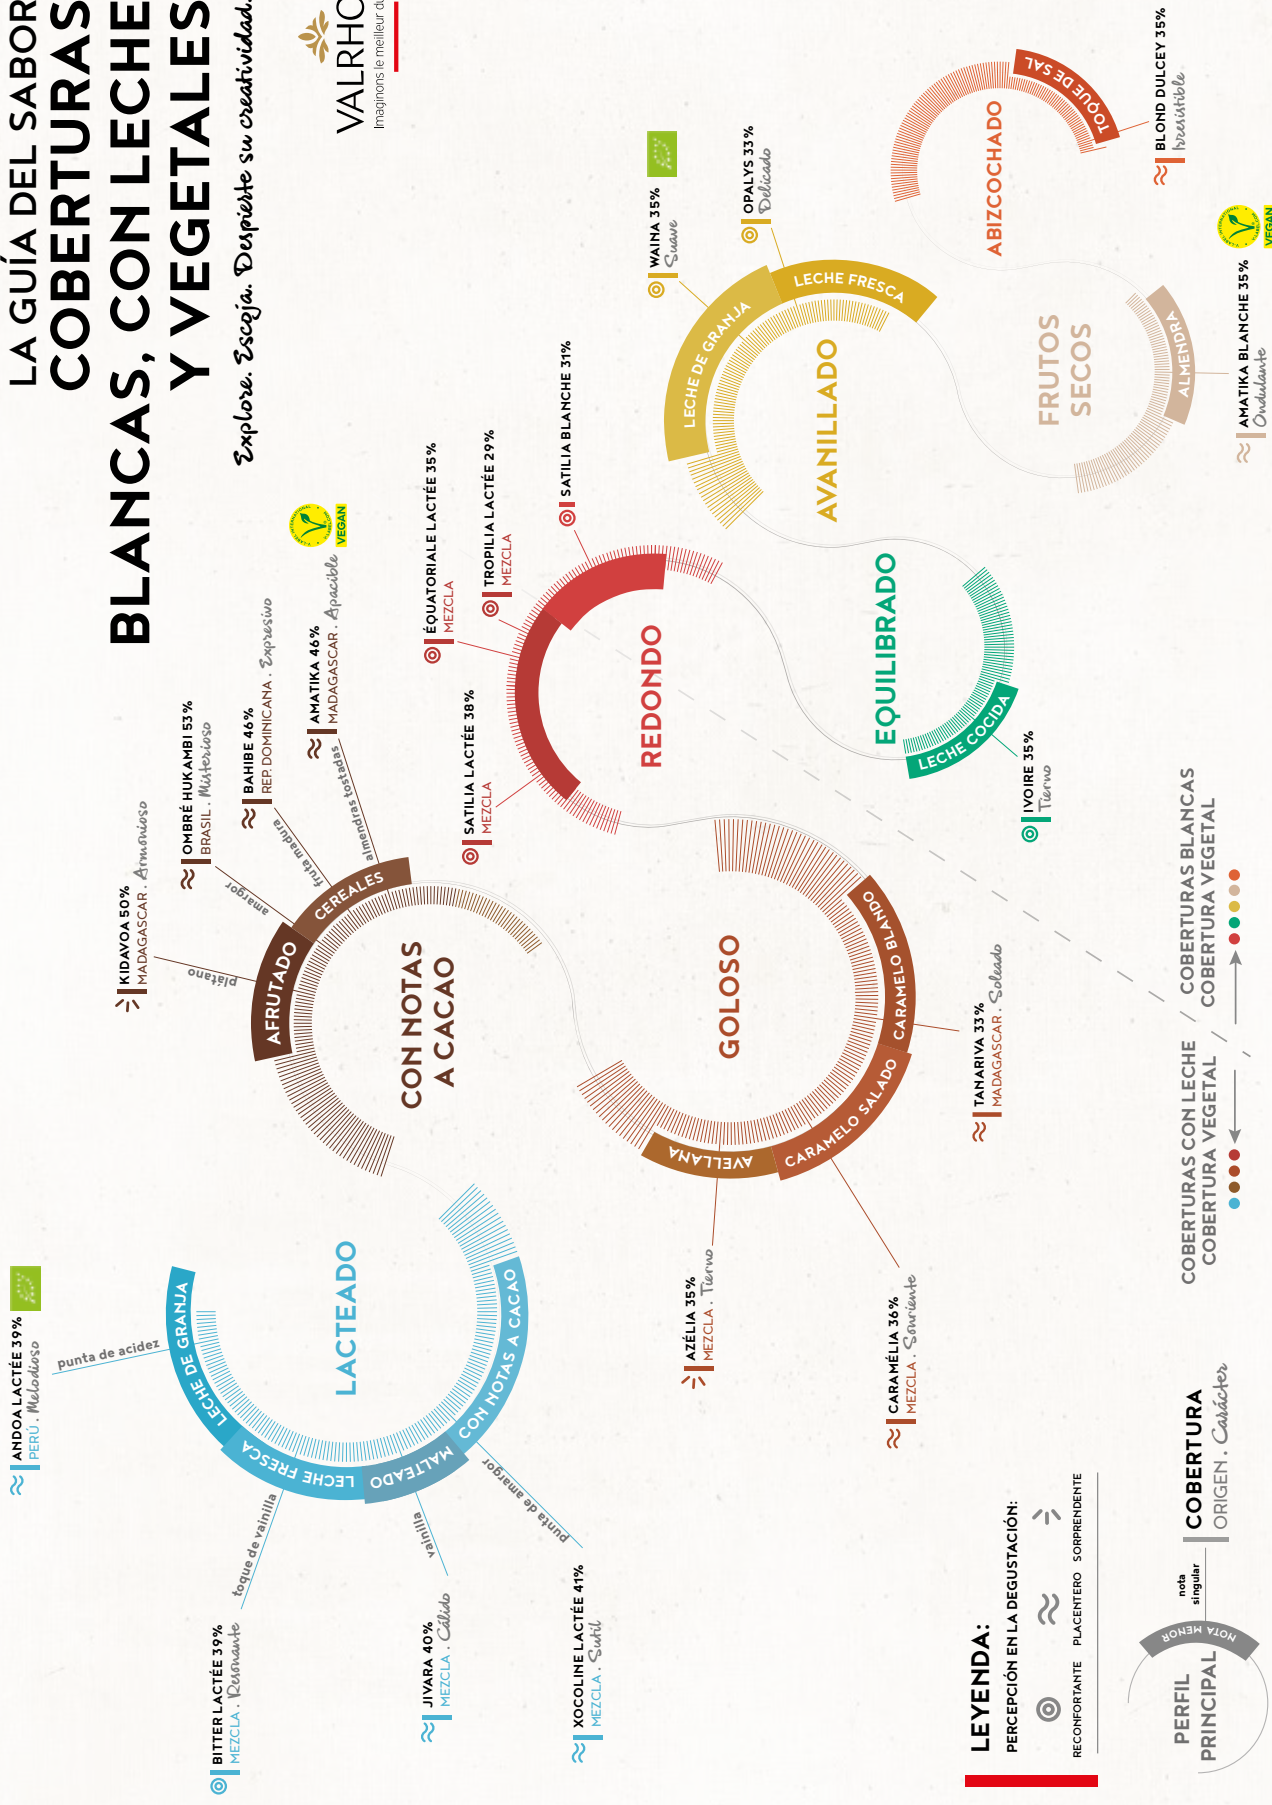 LA GUÍA DEL SABOR
COBERTURAS
BLANCAS, CON LECHE
Y VEGETALES
Explore. Escoja. Despierte su creatividad.
VALRHO
Imaginons le meilleur du
LACTEADO
LECHE DE GRANJA
LECHE FRESCA
MALTEADO
CON NOTAS A CACAO
ANDOA LACTÉE 39%
PERÚ . Melodioso
punta de acidez
BITTER LACTÉE 39%
MEZCLA . Resonante
toque de vainilla
JIVARA 40%
MEZCLA . Cálido
vainilla
XOCOLINE LACTÉE 41%
MEZCLA . Sutil
punta de amargor
CON NOTAS
A CACAO
AFRUTADO
CEREALES
KIDAVOA 50%
MADAGASCAR . Armonioso
plátano
OMBRÉ HUKAMBI 53%
BRASIL . Misterioso
amargor
BAHIBE 46%
REP. DOMINICANA . Expresivo
fruta madura
AMATIKA 46%
MADAGASCAR . Apacible
almendras tostadas
VEGAN
GOLOSO
AVELLANA
CARAMELO SALADO
CARAMELO BLANDO
AZÉLIA 35%
MEZCLA . Tierno
CARAMÉLIA 36%
MEZCLA . Sonriente
TANARIVA 33%
MADAGASCAR . Soleado
REDONDO
SATILIA LACTÉE 38%
MEZCLA
ÉQUATORIALE LACTÉE 35%
MEZCLA
TROPILIA LACTÉE 29%
MEZCLA
SATILIA BLANCHE 31%
EQUILIBRADO
LECHE COCIDA
IVOIRE 35%
Tierno
AVANILLADO
LECHE DE GRANJA
LECHE FRESCA
WAINA 35%
Suave
OPALYS 33%
Delicado
FRUTOS
SECOS
ALMENDRA
AMATIKA BLANCHE 35%
Ondulante
VEGAN
ABIZCOCHADO
TOQUE DE SAL
BLOND DULCEY 35%
Irresistible
COBERTURAS CON LECHE
COBERTURA VEGETAL
COBERTURAS BLANCAS
COBERTURA VEGETAL
LEYENDA:
PERCEPCIÓN EN LA DEGUSTACIÓN:
RECONFORTANTE PLACENTERO SORPRENDENTE
PERFIL
PRINCIPAL
NOTA MENOR
nota
singular
COBERTURA
ORIGEN . Carácter